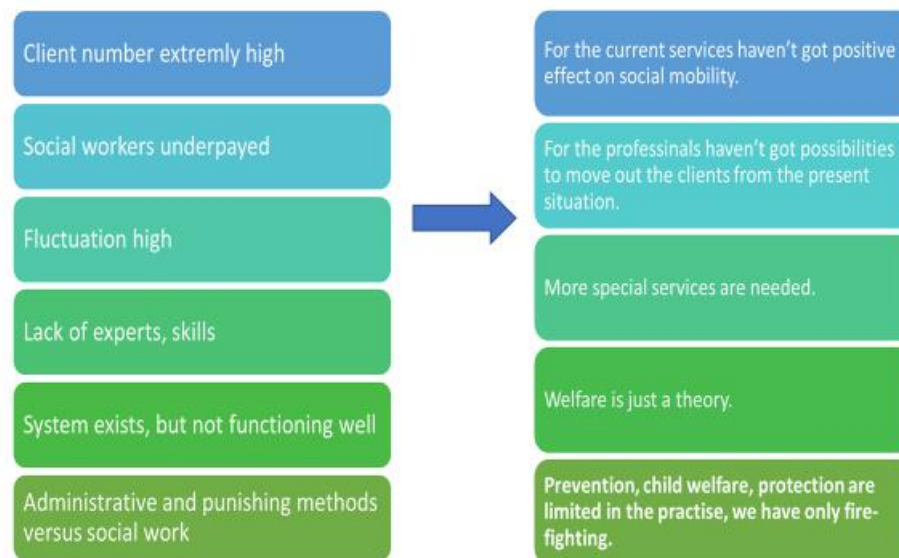 Client number extremly high
Social workers underpayed
Fluctuation high
Lack of experts, skills
System exists, but not functioning well
Administrative and punishing methods
versus social work
For the current services haven't got positive
effect on social mobility.
For the professinals haven't got possibilities
to move out the clients from the present
situation.
More special services are needed.
Welfare is just a theory.
Prevention, child welfare, protection are
limited in the practise, we have only fire-
fighting.